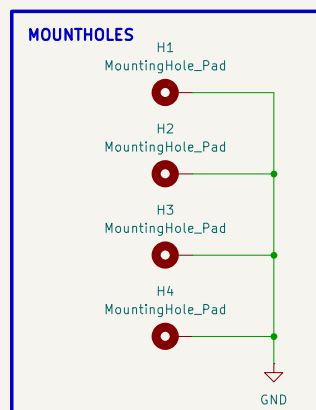 MOUNTHOLES
H1
MountingHole_Pad
H2
MountingHole_Pad
H3
MountingHole_Pad
H4
MountingHole_Pad
GND